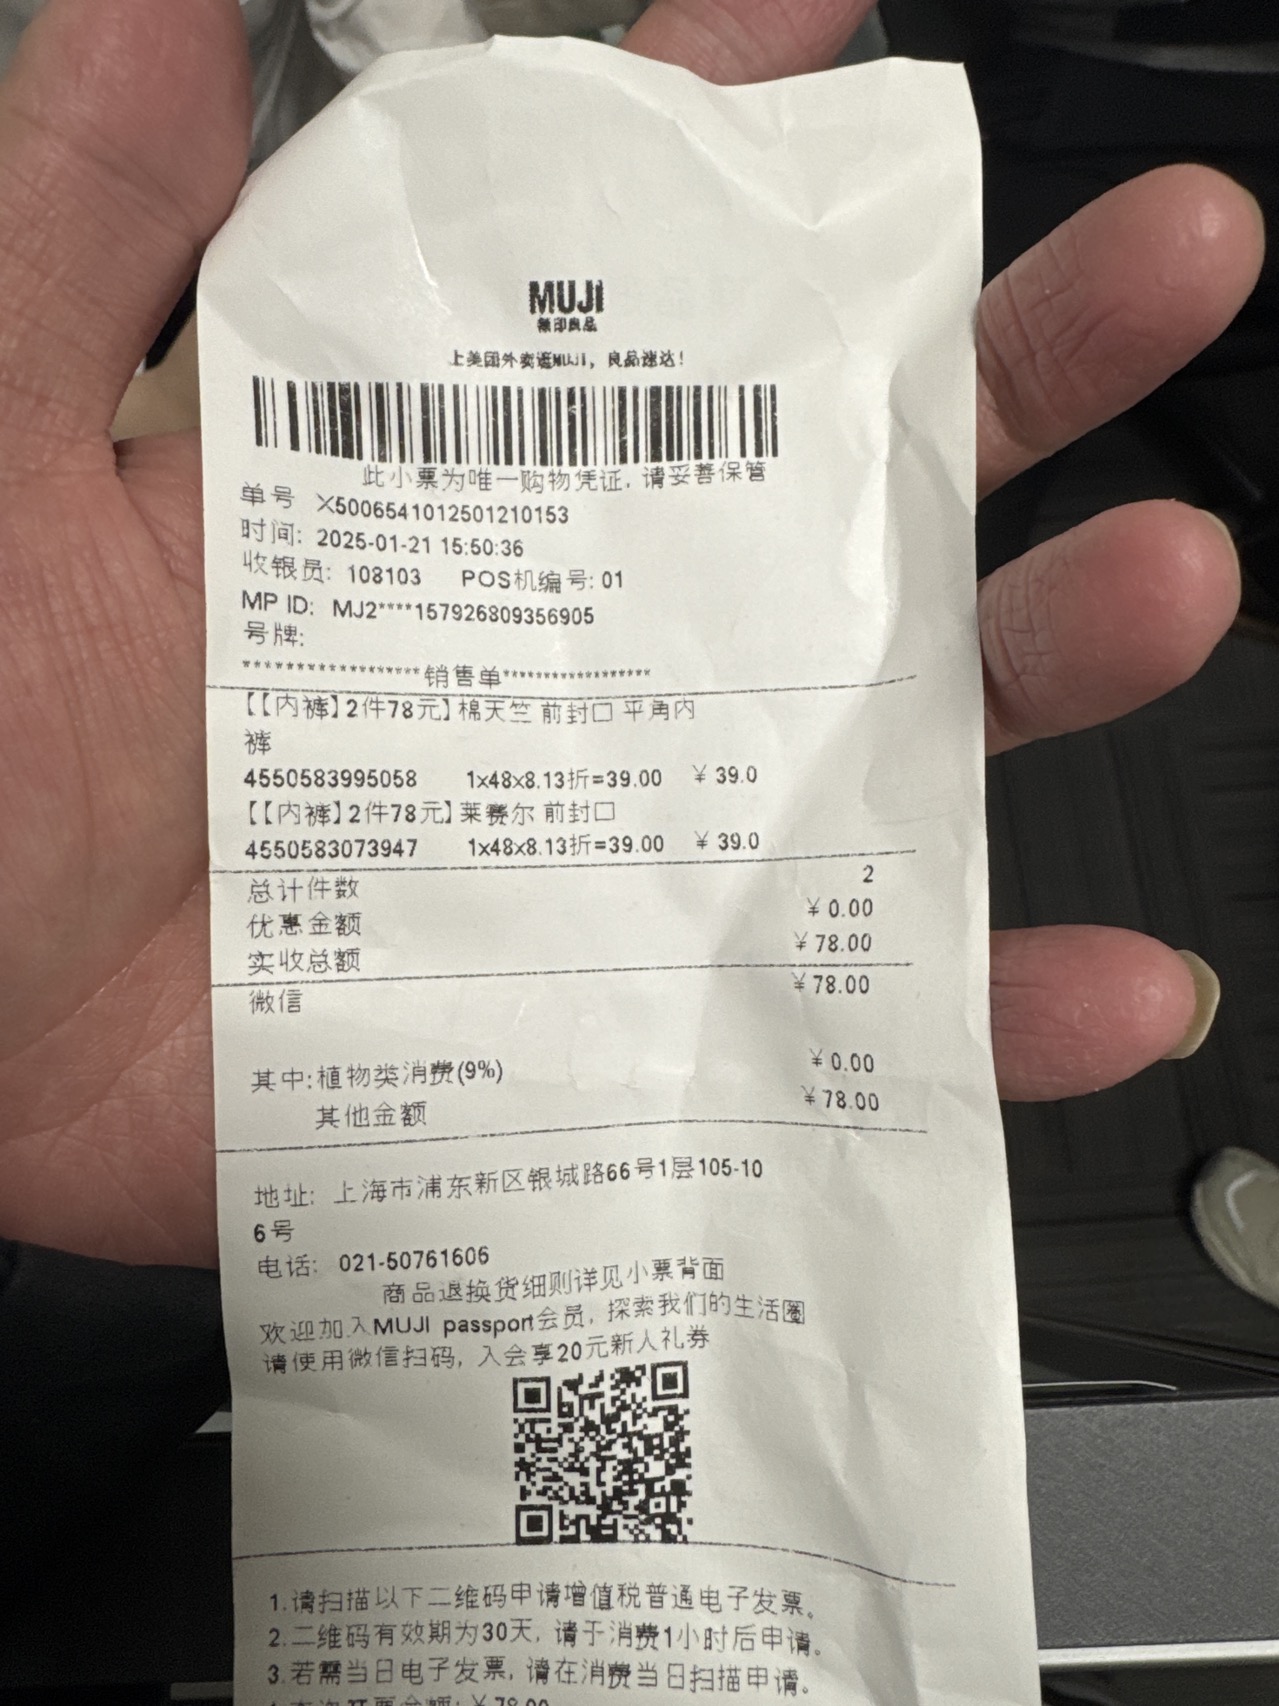 MUJI
無印良品
上美团外卖逛MUJI，良品速达！
此小票为唯一购物凭证, 请妥善保管
单号 X5006541012501210153
时间: 2025-01-21 15:50:36
收银员: 108103 POS机编号: 01
MP ID: MJ2****157926809356905
号牌:
******************销售单******************
【【内裤】2件78元】棉天竺 前封口 平角内
裤
4550583995058 1x48x8.13折=39.00 ￥39.0
【【内裤】2件78元】莱赛尔 前封口
4550583073947 1x48x8.13折=39.00 ￥39.0
总计件数 2
优惠金额 ￥0.00
实收总额 ￥78.00
微信 ￥78.00
其中:植物类消费(9%) ￥0.00
其他金额 ￥78.00
地址: 上海市浦东新区银城路66号1层105-10
6号
电话: 021-50761606
商品退换货细则详见小票背面
欢迎加入MUJI passport会员, 探索我们的生活圈
请使用微信扫码, 入会享20元新人礼券
1.请扫描以下二维码申请增值税普通电子发票。
2.二维码有效期为30天, 请于消费1小时后申请。
3.若需当日电子发票, 请在消费当日扫描申请。